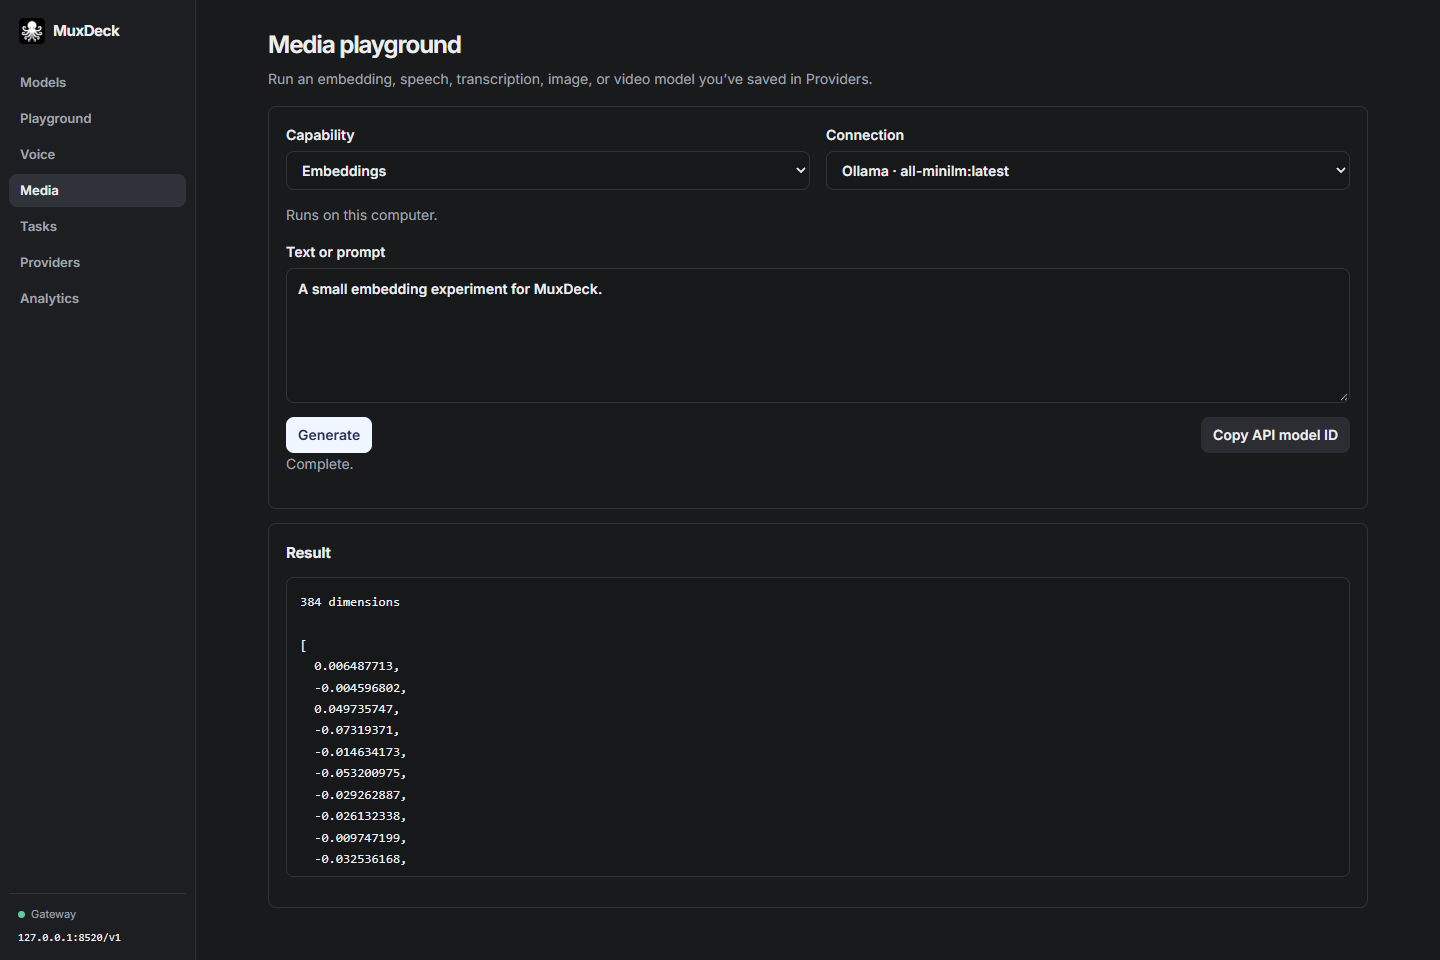 MuxDeck
Models
Playground
Voice
Media
Tasks
Providers
Analytics
Gateway
127.0.0.1:8520/v1
Media playground
Run an embedding, speech, transcription, image, or video model you’ve saved in Providers.
Capability
Connection
Embeddings
Ollama · all-minilm:latest
Runs on this computer.
Text or prompt
A small embedding experiment for MuxDeck.
Generate
Copy API model ID
Complete.
Result
384 dimensions
[
0.006487713,
-0.004596802,
0.049735747,
-0.07319371,
-0.014634173,
-0.053200975,
-0.029262887,
-0.026132338,
-0.009747199,
-0.032536168,